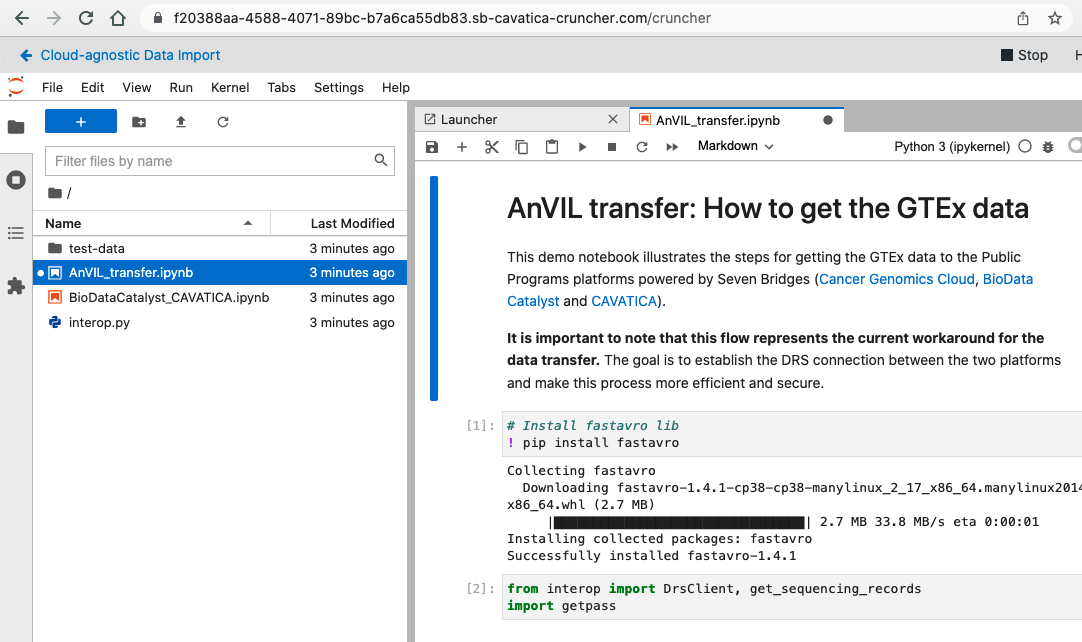 f20388aa-4588-4071-89bc-b7a6ca55db83.sb-cavatica-cruncher.com/cruncher
Cloud-agnostic Data Import
Stop
H
File Edit View Run Kernel Tabs Settings Help
Launcher
AnVIL_transfer.ipynb
Markdown
Python 3 (ipykernel)
Filter files by name
/
Name Last Modified
test-data 3 minutes ago
AnVIL_transfer.ipynb 3 minutes ago
BioDataCatalyst_CAVATICA.ipynb 3 minutes ago
interop.py 3 minutes ago
AnVIL transfer: How to get the GTEx data
This demo notebook illustrates the steps for getting the GTEx data to the Public
Programs platforms powered by Seven Bridges (Cancer Genomics Cloud, BioData
Catalyst and CAVATICA).
It is important to note that this flow represents the current workaround for the
data transfer. The goal is to establish the DRS connection between the two platforms
and make this process more efficient and secure.
[1]: # Install fastavro lib
! pip install fastavro
Collecting fastavro
Downloading fastavro-1.4.1-cp38-cp38-manylinux_2_17_x86_64.manylinux2014
x86_64.whl (2.7 MB)
|████████████████████████████████| 2.7 MB 33.8 MB/s eta 0:00:01
Installing collected packages: fastavro
Successfully installed fastavro-1.4.1
[2]: from interop import DrsClient, get_sequencing_records
import getpass